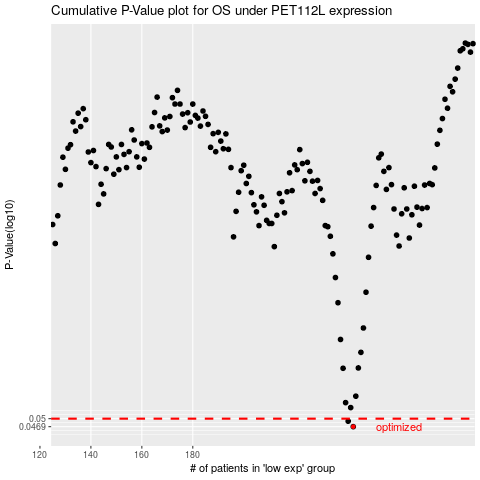 Cumulative P-Value plot for OS under PET112L expression
P-Value(log10)
0.05
0.0469
optimized
120 140 160 180
# of patients in 'low exp' group